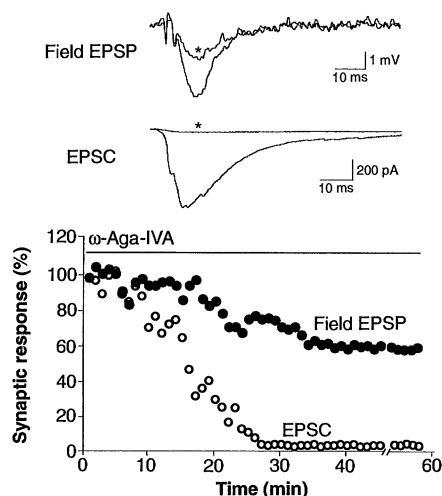 *
Field EPSP
1 mV
10 ms
*
EPSC
200 pA
10 ms
ω-Aga-IVA
Synaptic response (%)
120
100
80
60
40
20
0
Field EPSP
EPSC
0
10
20
30
40
60
Time (min)